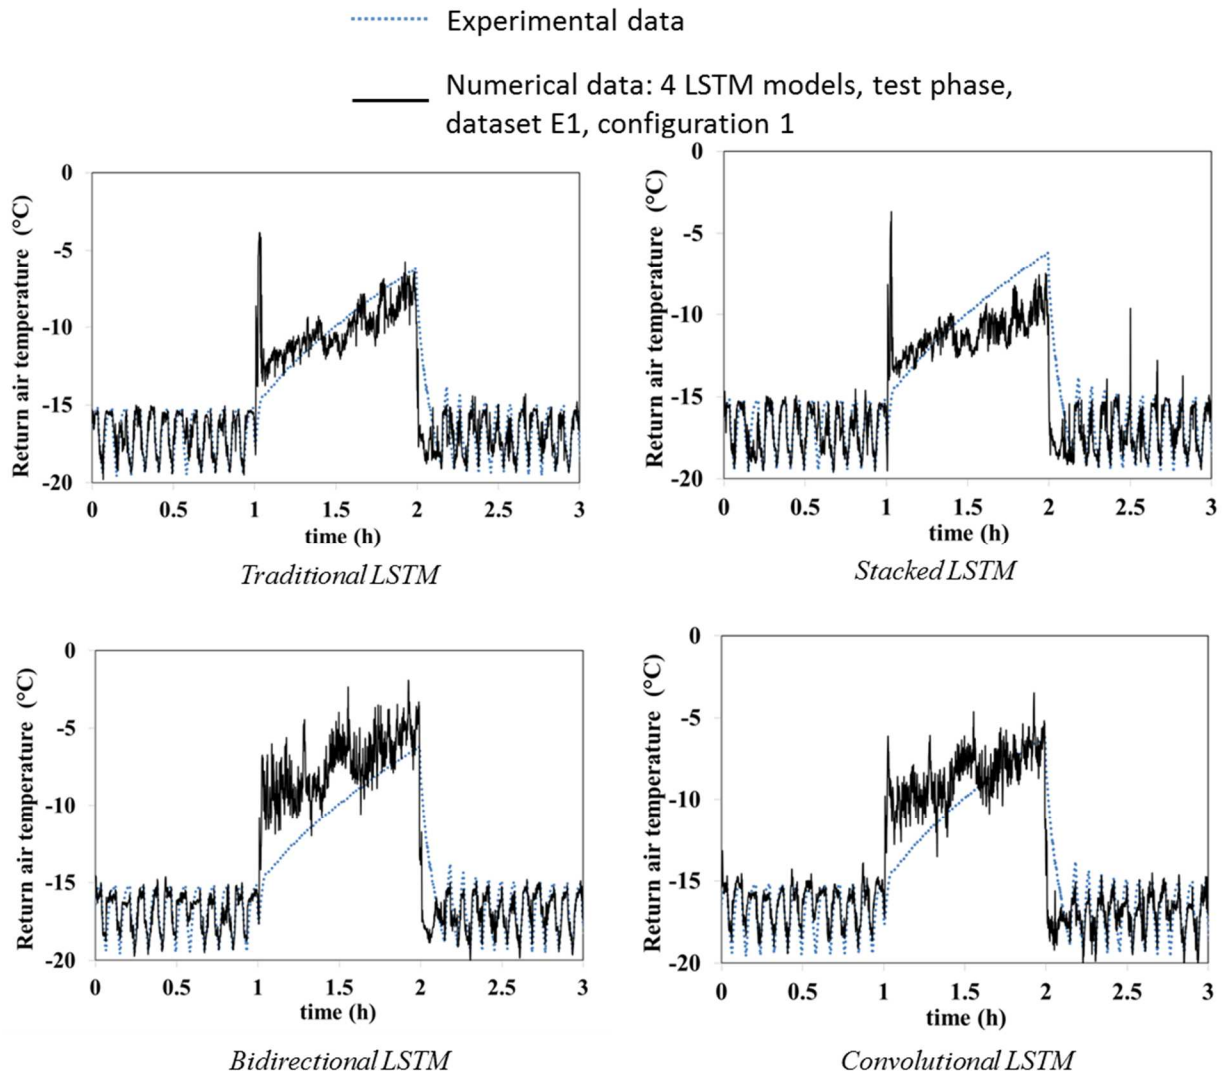 Experimental data
Numerical data: 4 LSTM models, test phase,
dataset E1, configuration 1
Return air temperature (°C)
0
-5
-10
-15
-20
0 0.5 1 1.5 2 2.5 3
time (h)
Traditional LSTM
Return air temperature (°C)
0
-5
-10
-15
-20
0 0.5 1 1.5 2 2.5 3
time (h)
Stacked LSTM
Return air temperature (°C)
0
-5
-10
-15
-20
0 0.5 1 1.5 2 2.5 3
time (h)
Bidirectional LSTM
Return air temperature (°C)
0
-5
-10
-15
-20
0 0.5 1 1.5 2 2.5 3
time (h)
Convolutional LSTM